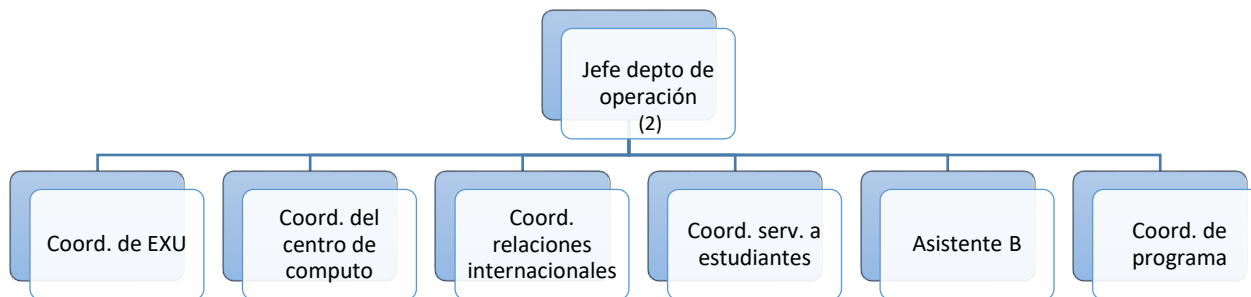 Jefe depto de
operación
(2)
Coord. de EXU
Coord. del
centro de
computo
Coord.
relaciones
internacionales
Coord. serv. a
estudiantes
Asistente B
Coord. de
programa